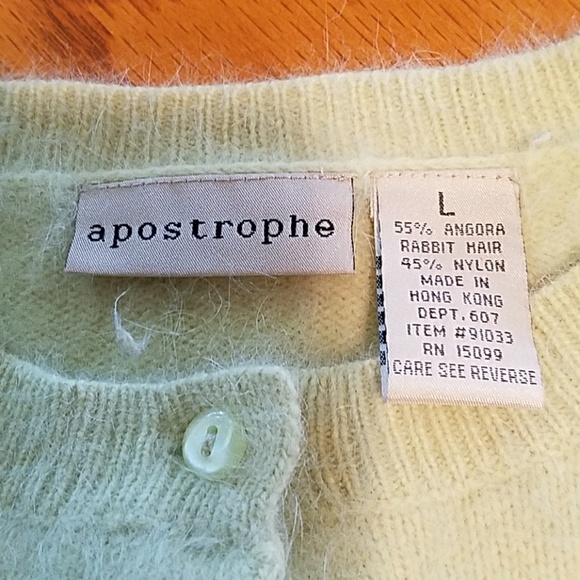 apostrophe
L
55% ANGORA
RABBIT HAIR
45% NYLON
MADE IN
HONG KONG
DEPT.607
ITEM #91033
RN 15099
CARE SEE REVERSE